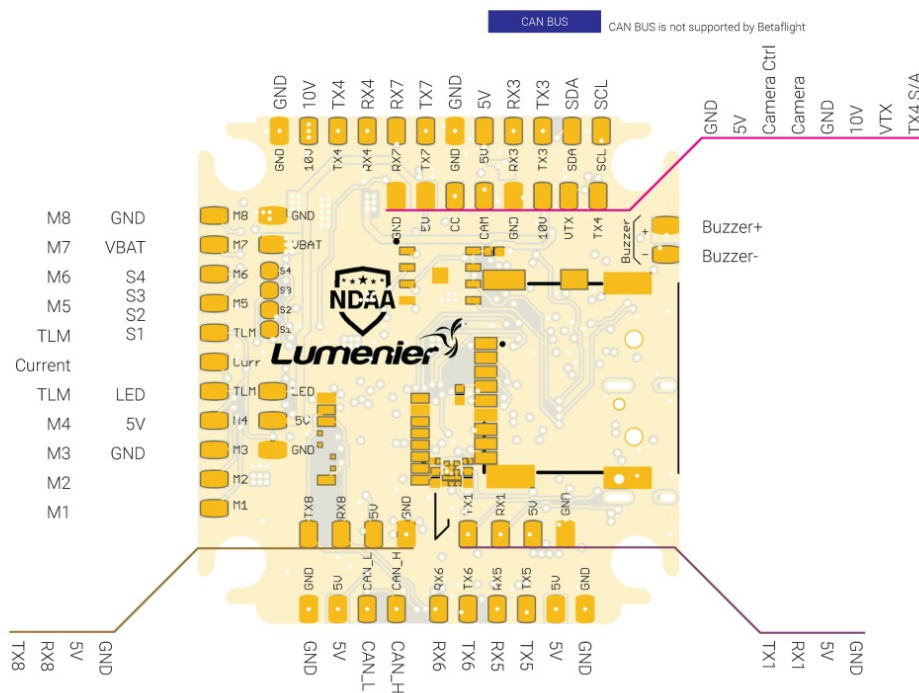 CAN BUS
CAN BUS is not supported by Betaflight
GND 10V TX4 RX4 RX7 TX7 GND 5V RX3 TX3 SDA SCL
GND 5V Camera Ctrl Camera GND 10V VTX TX4 S/A
GND 10V TX4 RX4 RX7 TX7 GND 5V RX3 TX3 SDA SCL
GND 5V CC CAM GND 10V VTX TX4
Buzzer + -
Buzzer+
Buzzer-
M8 GND M8 GND
M7 VBAT M7 VBAT
M6 S4 M6 S4
M5 S3 M5 S3
S2 S2
TLM S1 TLM S1
NDAA
Lumenier
Current Curr
TLM LED TLM LED
M4 5V M4 5V
M3 GND M3 GND
M2 M2
M1 M1
TX8 RX8 5V GND TX1 RX1 5V GND
GND 5V CAN_L CAN_H RX6 TX6 RX5 TX5 5V GND
TX8 RX8 5V GND
GND 5V CAN_L CAN_H RX6 TX6 RX5 TX5 5V GND
TX1 RX1 5V GND